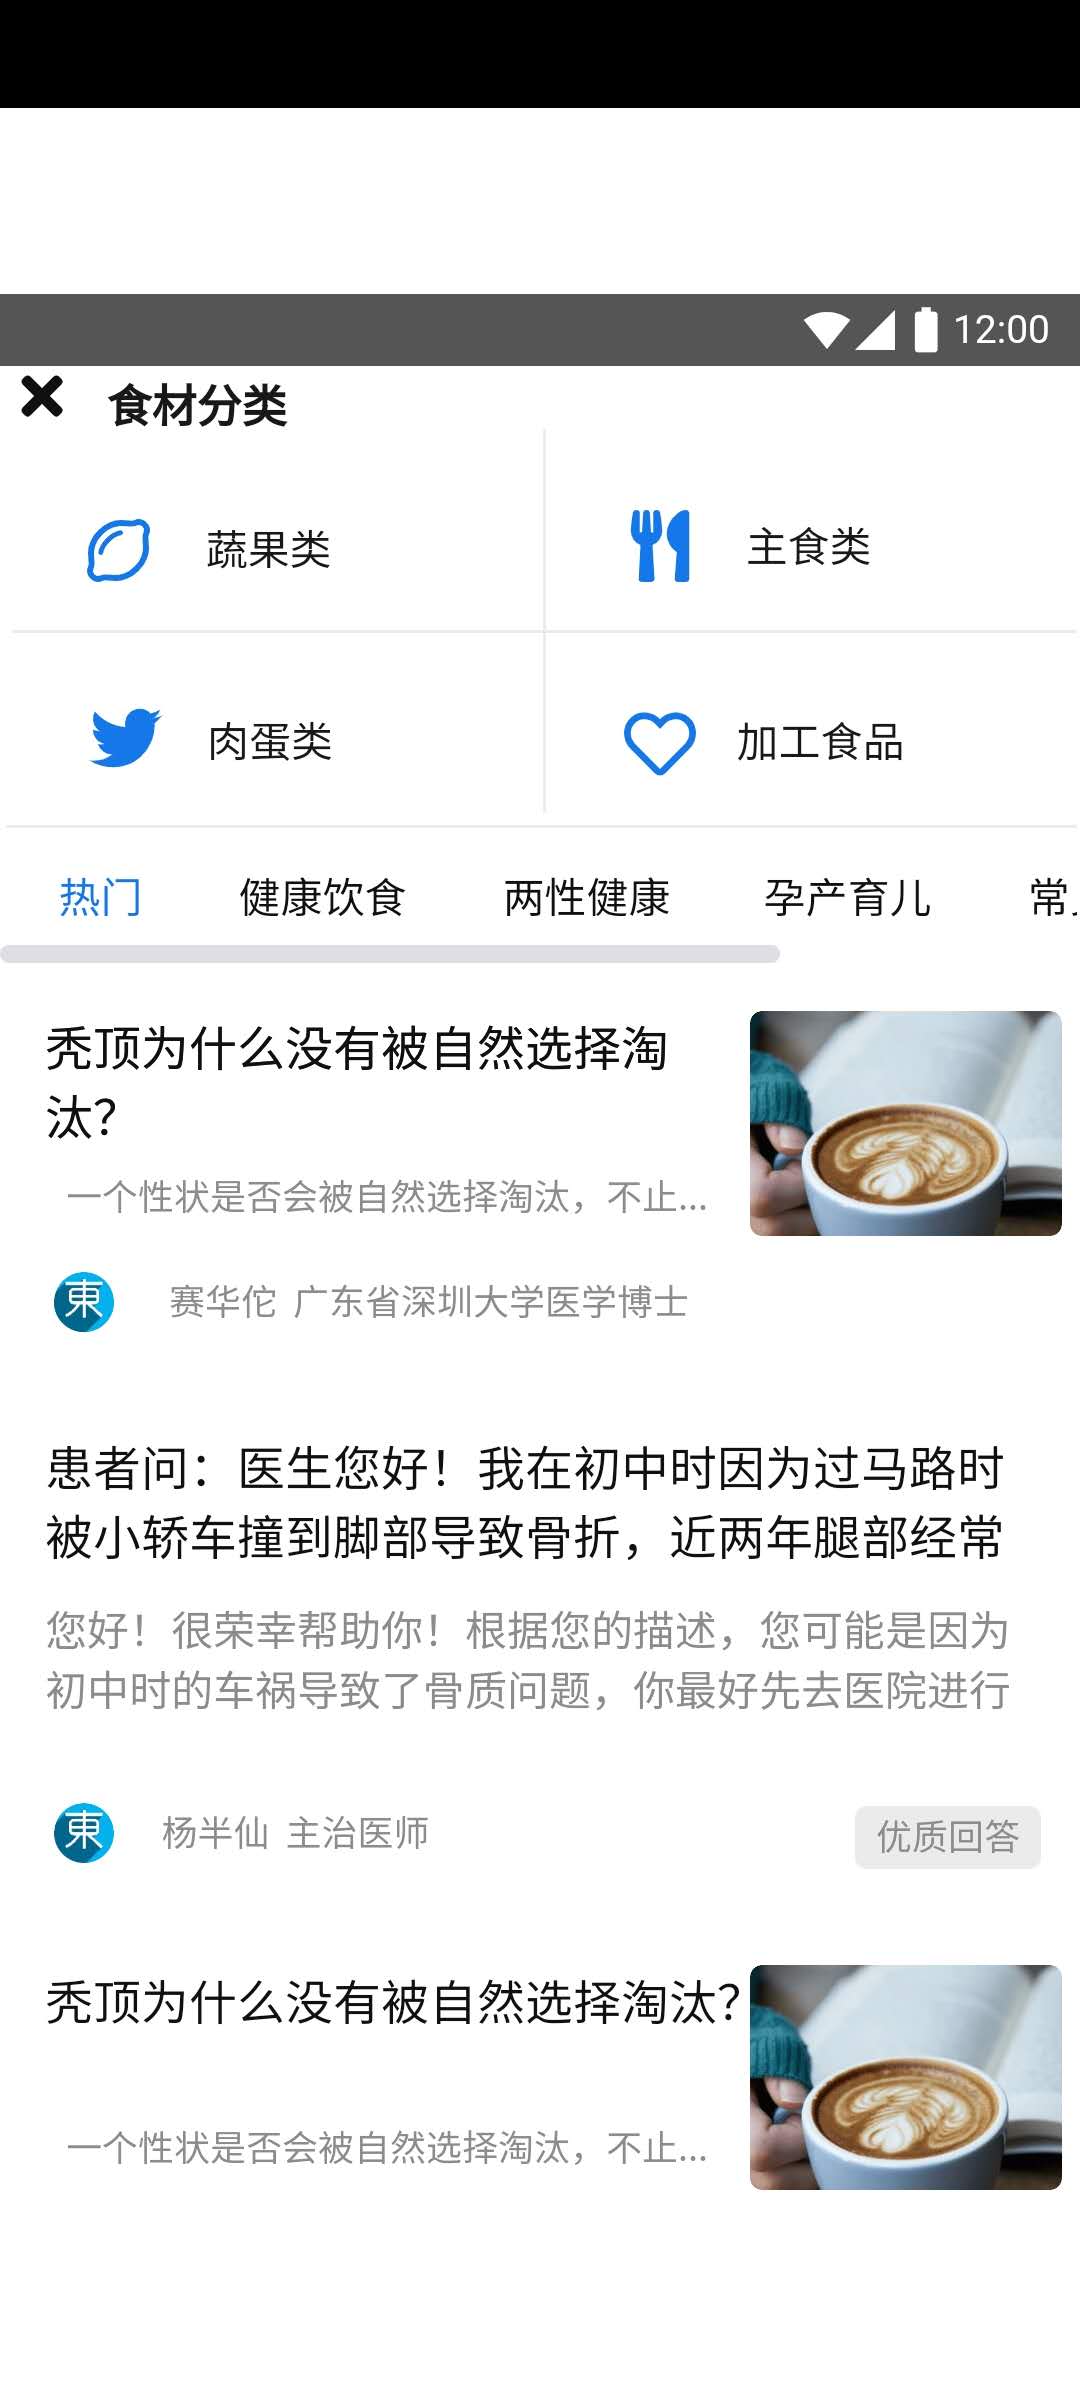 12:00
食材分类
蔬果类
主食类
肉蛋类
加工食品
热门 健康饮食 两性健康 孕产育儿 常
秃顶为什么没有被自然选择淘
汰？
一个性状是否会被自然选择淘汰，不止...
東
赛华佗 广东省深圳大学医学博士
患者问：医生您好！我在初中时因为过马路时
被小轿车撞到脚部导致骨折，近两年腿部经常
您好！很荣幸帮助你！根据您的描述，您可能是因为
初中时的车祸导致了骨质问题，你最好先去医院进行
東
杨半仙 主治医师
优质回答
秃顶为什么没有被自然选择淘汰？
一个性状是否会被自然选择淘汰，不止...